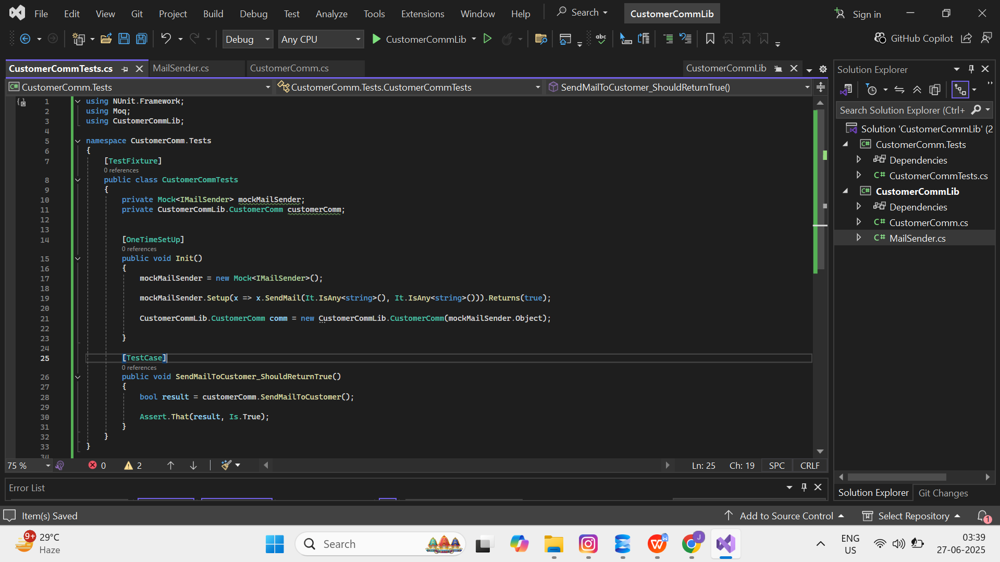 File Edit View Git Project Build Debug Test Analyze Tools Extensions Window Help Search CustomerCommLib Sign in
Debug Any CPU CustomerCommLib GitHub Copilot
CustomerCommTests.cs MailSender.cs CustomerComm.cs CustomerCommLib
CustomerComm.Tests CustomerComm.Tests.CustomerCommTests SendMailToCustomer_ShouldReturnTrue()
1 using NUnit.Framework;
2 using Moq;
3 using CustomerCommLib;
4
5 namespace CustomerComm.Tests
6 {
7 [TestFixture]
0 references
8 public class CustomerCommTests
9 {
10 private Mock<IMailSender> mockMailSender;
11 private CustomerCommLib.CustomerComm customerComm;
12
13
14 [OneTimeSetUp]
0 references
15 public void Init()
16 {
17 mockMailSender = new Mock<IMailSender>();
18
19 mockMailSender.Setup(x => x.SendMail(It.IsAny<string>(), It.IsAny<string>())).Returns(true);
20
21 CustomerCommLib.CustomerComm comm = new CustomerCommLib.CustomerComm(mockMailSender.Object);
22
23 }
24
25 [TestCase]
0 references
26 public void SendMailToCustomer_ShouldReturnTrue()
27 {
28 bool result = customerComm.SendMailToCustomer();
29
30 Assert.That(result, Is.True);
31 }
32 }
33 }
34
75 % 0 2 Ln: 25 Ch: 19 SPC CRLF
Error List
Solution Explorer
Search Solution Explorer (Ctrl+
Solution 'CustomerCommLib' (2
C# CustomerComm.Tests
Dependencies
C# CustomerCommTests.cs
C# CustomerCommLib
Dependencies
C# CustomerComm.cs
C# MailSender.cs
Solution Explorer Git Changes
Item(s) Saved Add to Source Control Select Repository 1
9+ 29°C
Haze
Search
J
ENG
US
03:39
27-06-2025